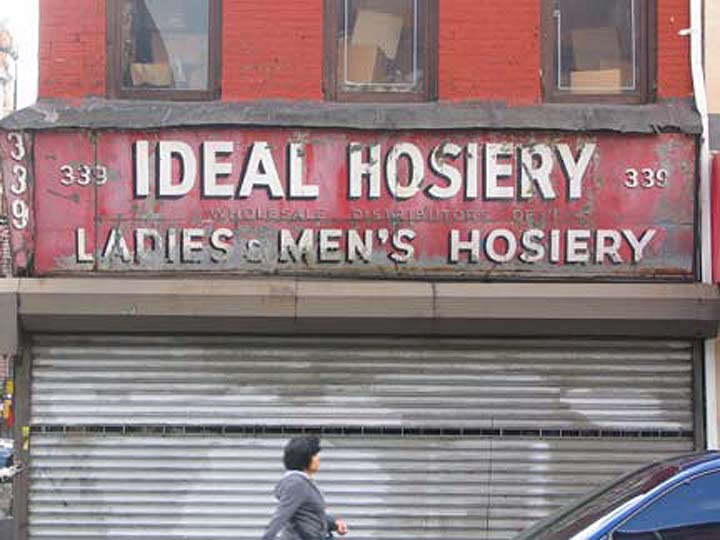 339
339 IDEAL HOSIERY 339
WHOLESALE DISTRIBUTORS OF
LADIES & MEN'S HOSIERY